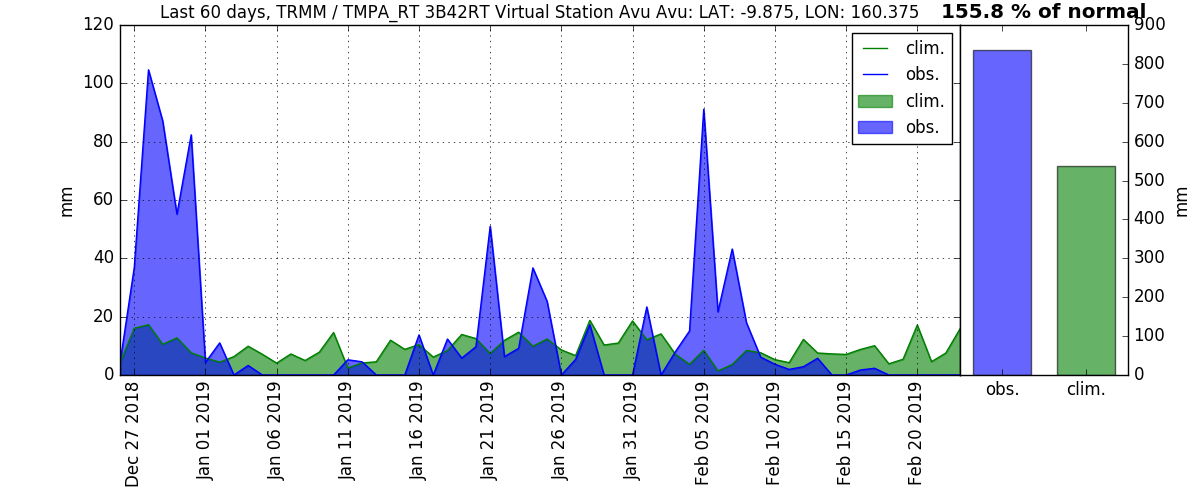 Last 60 days, TRMM / TMPA_RT 3B42RT Virtual Station Avu Avu: LAT: -9.875, LON: 160.375
155.8 % of normal
120
100
80
60
40
20
0
mm
clim.
obs.
clim.
obs.
Dec 27 2018
Jan 01 2019
Jan 06 2019
Jan 11 2019
Jan 16 2019
Jan 21 2019
Jan 26 2019
Jan 31 2019
Feb 05 2019
Feb 10 2019
Feb 15 2019
Feb 20 2019
900
800
700
600
500
400
300
200
100
0
mm
obs.
clim.